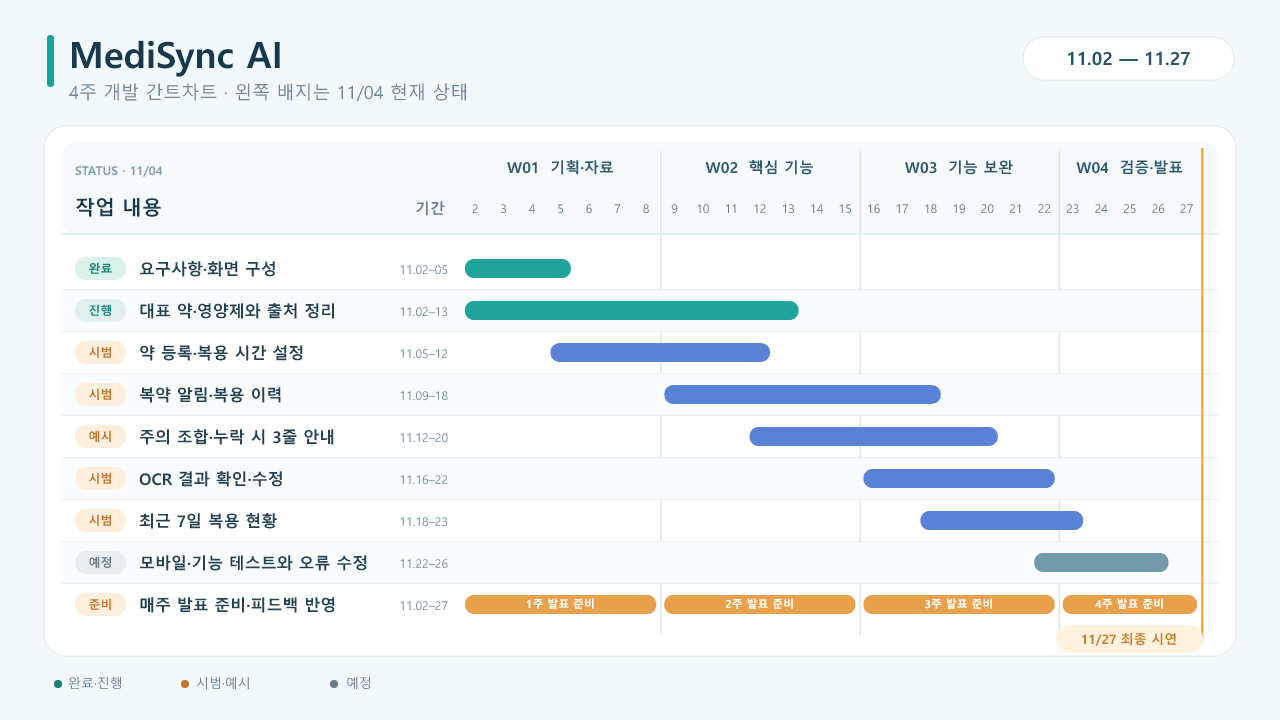 MediSync AI
11.02 — 11.27
4주 개발 간트차트 · 왼쪽 배지는 11/04 현재 상태
STATUS · 11/04
W01 기획·자료 W02 핵심 기능 W03 기능 보완 W04 검증·발표
작업 내용 기간 2 3 4 5 6 7 8 9 10 11 12 13 14 15 16 17 18 19 20 21 22 23 24 25 26 27
완료 요구사항·화면 구성 11.02–05
진행 대표 약·영양제와 출처 정리 11.02–13
시범 약 등록·복용 시간 설정 11.05–12
시범 복약 알림·복용 이력 11.09–18
예시 주의 조합·누락 시 3줄 안내 11.12–20
시범 OCR 결과 확인·수정 11.16–22
시범 최근 7일 복용 현황 11.18–23
예정 모바일·기능 테스트와 오류 수정 11.22–26
준비 매주 발표 준비·피드백 반영 11.02–27 1주 발표 준비 2주 발표 준비 3주 발표 준비 4주 발표 준비
11/27 최종 시연
완료·진행 시범·예시 예정